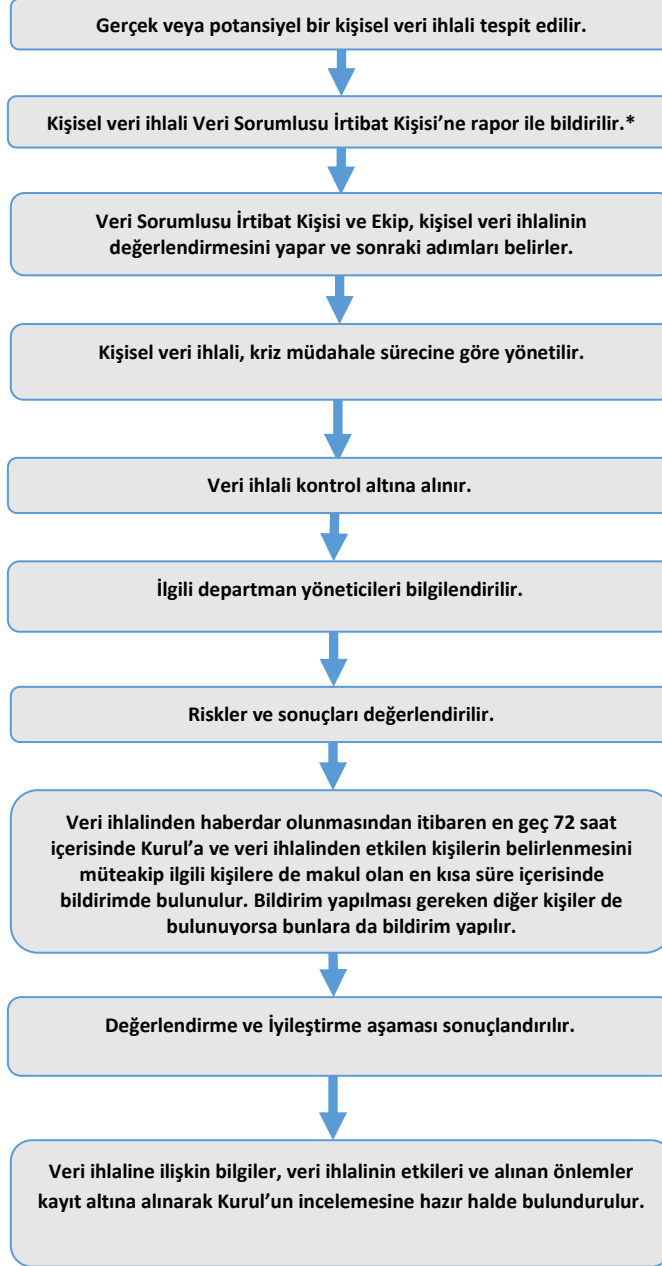 Gerçek veya potansiyel bir kişisel veri ihlali tespit edilir.
Kişisel veri ihlali Veri Sorumlusu İrtibat Kişisi’ne rapor ile bildirilir.*
Veri Sorumlusu İrtibat Kişisi ve Ekip, kişisel veri ihlalinin
değerlendirmesini yapar ve sonraki adımları belirler.
Kişisel veri ihlali, kriz müdahale sürecine göre yönetilir.
Veri ihlali kontrol altına alınır.
İlgili departman yöneticileri bilgilendirilir.
Riskler ve sonuçları değerlendirilir.
Veri ihlalinden haberdar olunmasından itibaren en geç 72 saat
içerisinde Kurul’a ve veri ihlalinden etkilen kişilerin belirlenmesini
müteakip ilgili kişilere de makul olan en kısa süre içerisinde
bildirimde bulunulur. Bildirim yapılması gereken diğer kişiler de
bulunuyorsa bunlara da bildirim yapılır.
Değerlendirme ve İyileştirme aşaması sonuçlandırılır.
Veri ihlaline ilişkin bilgiler, veri ihlalinin etkileri ve alınan önlemler
kayıt altına alınarak Kurul’un incelemesine hazır halde bulundurulur.